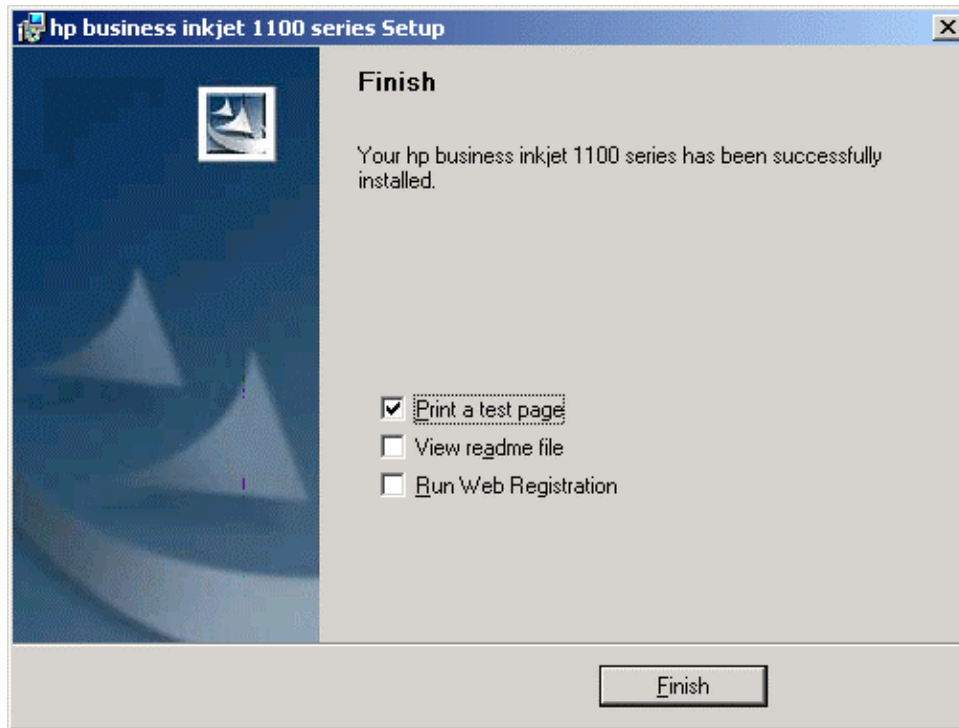 hp business inkjet 1100 series Setup
Finish
Your hp business inkjet 1100 series has been successfully
installed.
Print a test page
View readme file
Run Web Registration
Finish